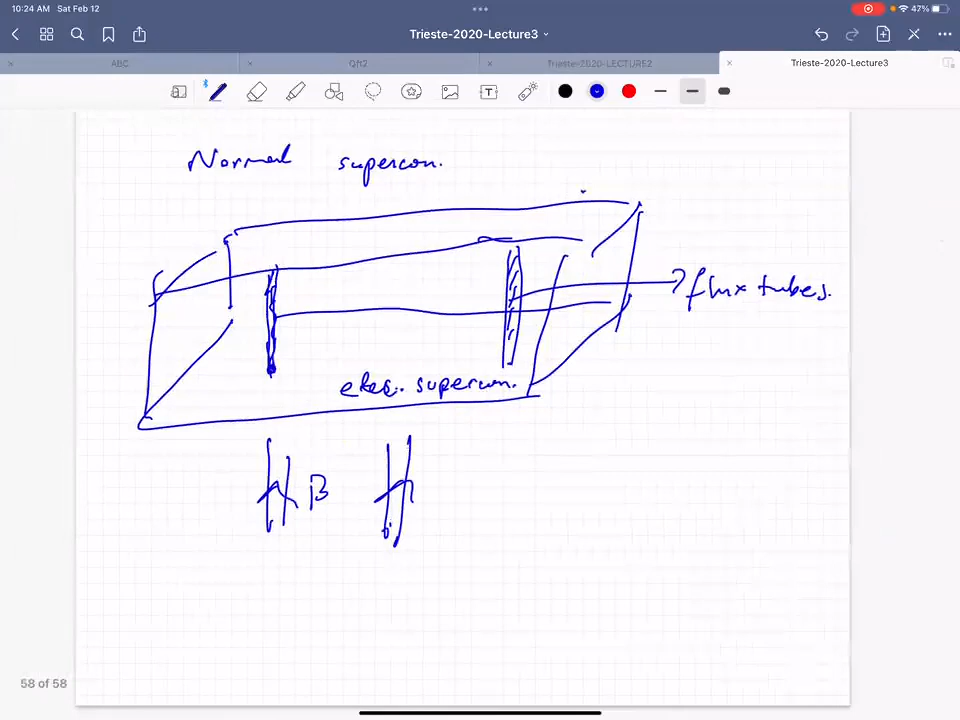 10:24 AM Sat Feb 12
47%
Trieste-2020-Lecture3
ABC
Qft2
Trieste-2020-LECTURE2
Trieste-2020-Lecture3
T
Normal supercon.
? flux tubes.
elec. supercon.
B
58 of 58